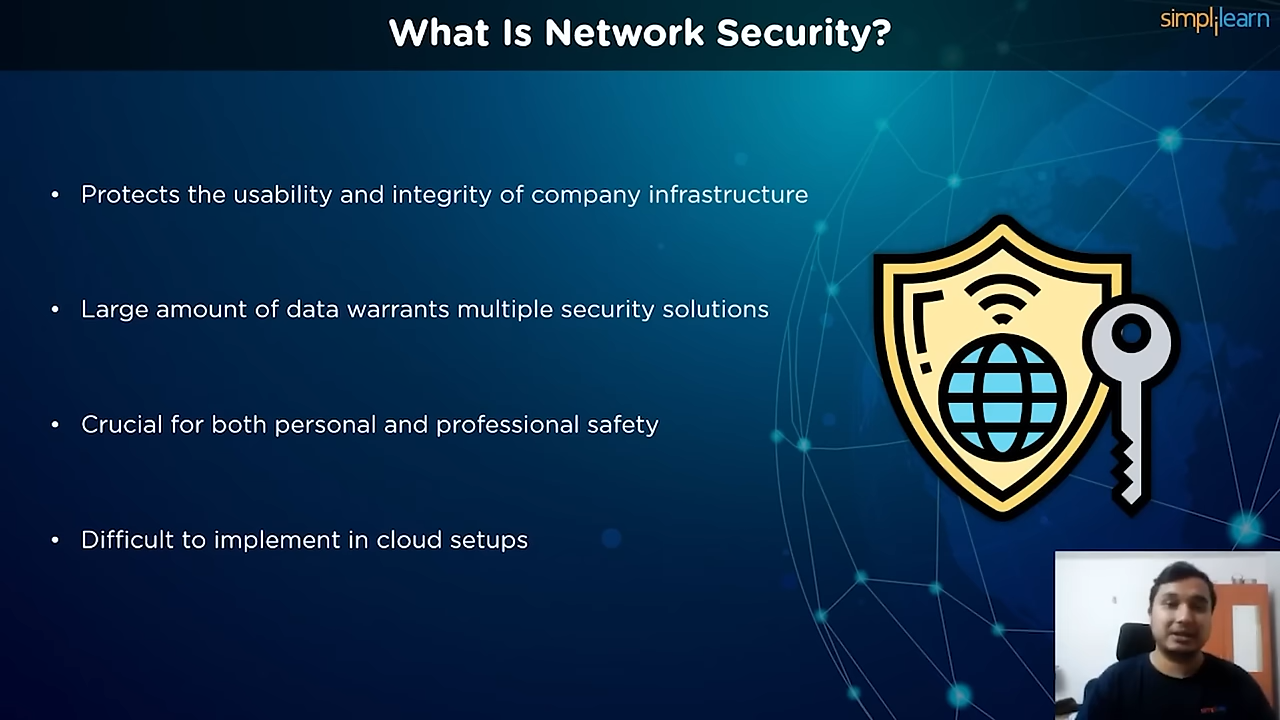 What Is Network Security?
simplilearn
• Protects the usability and integrity of company infrastructure
• Large amount of data warrants multiple security solutions
• Crucial for both personal and professional safety
• Difficult to implement in cloud setups